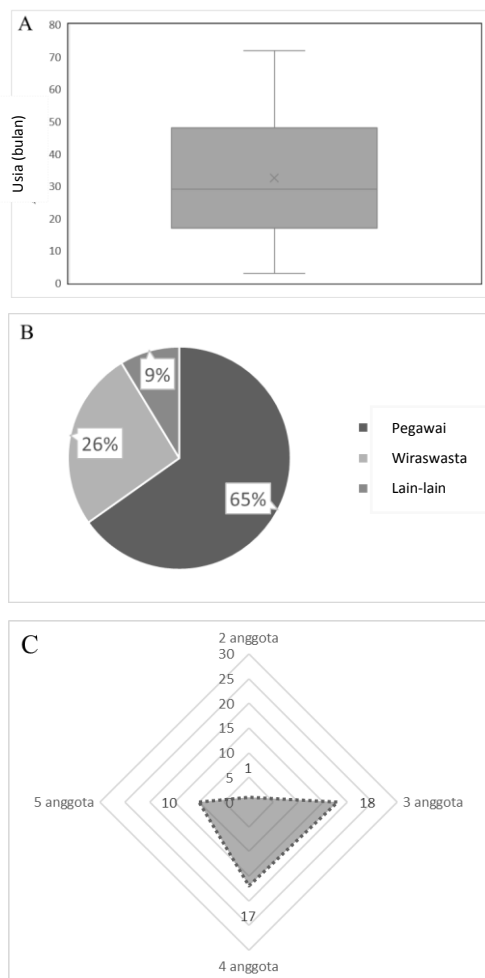 A
80
70
60
50
40
30
20
10
0
Usia (bulan)
B
9%
26%
65%
Pegawai
Wiraswasta
Lain-lain
C
2 anggota
30
25
20
15
10
5
0
1
5 anggota
10
18
3 anggota
17
4 anggota